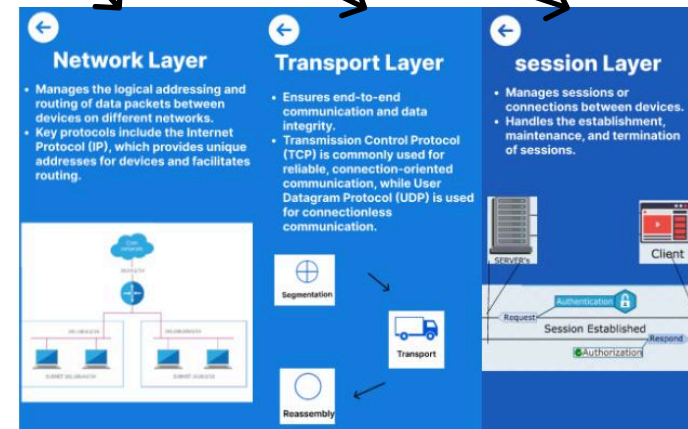 Network Layer
• Manages the logical addressing and
routing of data packets between
devices on different networks.
• Key protocols include the Internet
Protocol (IP), which provides unique
addresses for devices and facilitates
routing.
Transport Layer
• Ensures end-to-end
communication and data
integrity.
• Transmission Control Protocol
(TCP) is commonly used for
reliable, connection-oriented
communication, while User
Datagram Protocol (UDP) is used
for connectionless
communication.
Segmentation
Transport
Reassembly
session Layer
• Manages sessions or
connections between devices.
• Handles the establishment,
maintenance, and termination
of sessions.
SERVER's
Client
Authentication
Request
Session Established
Respond
Authorization